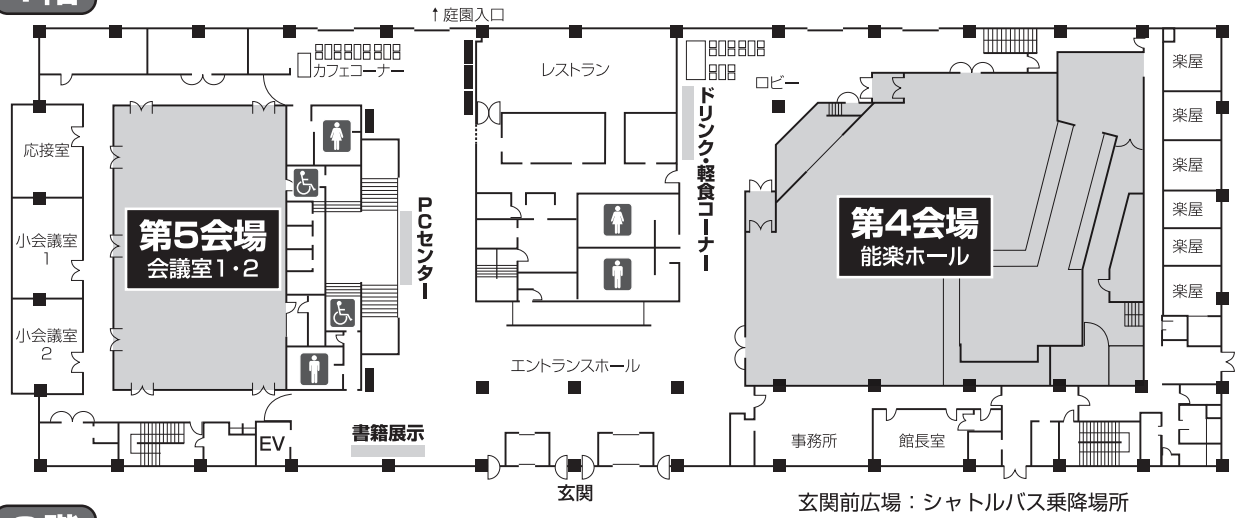 ↑庭園入口
カフェコーナー
レストラン
ロビー
ドリンク・軽食コーナー
楽屋
楽屋
楽屋
楽屋
楽屋
楽屋
応接室
小会議室
1
小会議室
2
第5会場
会議室1・2
PCセンター
第4会場
能楽ホール
エントランスホール
EV
書籍展示
玄関
事務所
館長室
玄関前広場：シャトルバス乗降場所